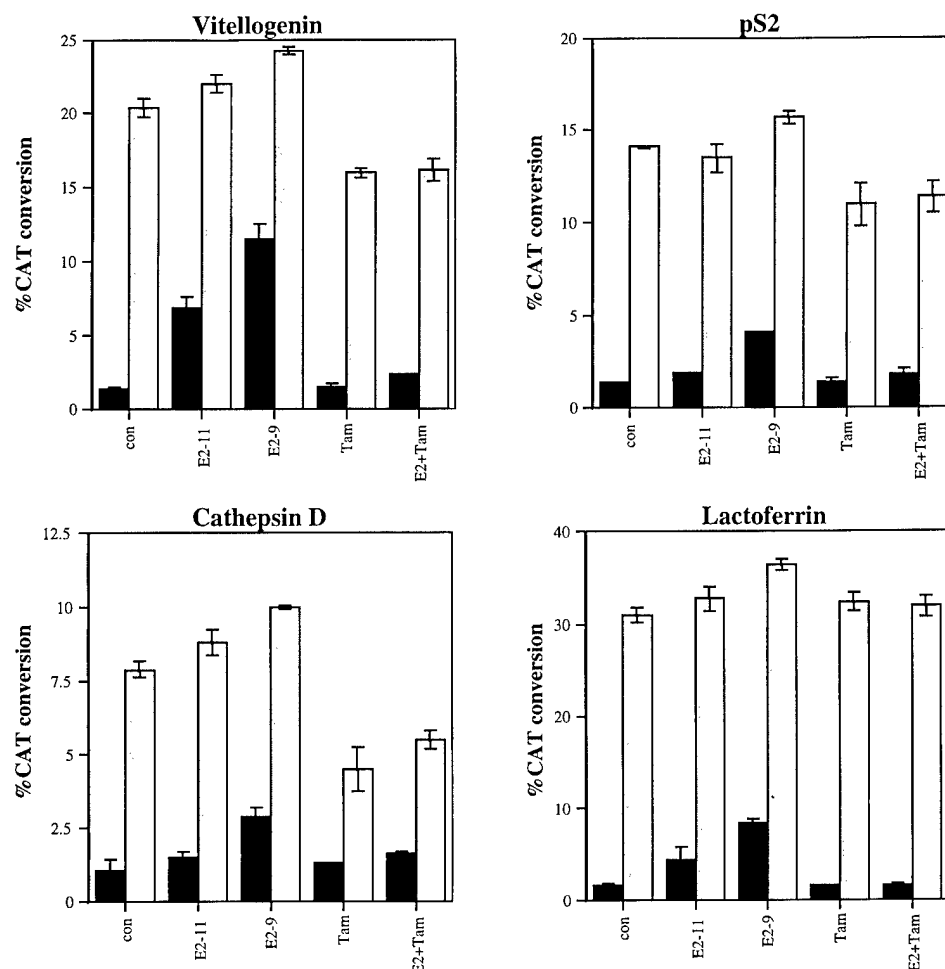 Vitellogenin
%CAT conversion
25
20
15
10
5
0
con
E2-11
E2-9
Tam
E2+Tam
pS2
%CAT conversion
20
15
10
5
0
con
E2-11
E2-9
Tam
E2+Tam
Cathepsin D
%CAT conversion
12.5
10
7.5
5
2.5
0
con
E2-11
E2-9
Tam
E2+Tam
Lactoferrin
%CAT conversion
40
30
20
10
0
con
E2-11
E2-9
Tam
E2+Tam